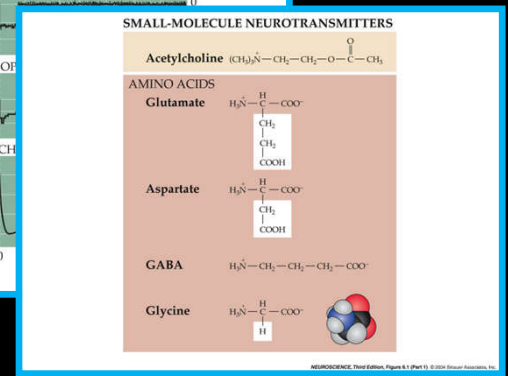 0
OP
CH
)
SMALL-MOLECULE NEUROTRANSMITTERS
Acetylcholine (CH₃)₃N⁺—CH₂—CH₂—O—C—CH₃
O
AMINO ACIDS
Glutamate H₃N⁺—C—COO⁻
H
CH₂
CH₂
COOH
Aspartate H₃N⁺—C—COO⁻
H
CH₂
COOH
GABA H₃N⁺—CH₂—CH₂—CH₂—COO⁻
Glycine H₃N⁺—C—COO⁻
H
H
NEUROSCIENCE, Third Edition, Figure 6.1 (Part 1) © 2004 Sinauer Associates, Inc.